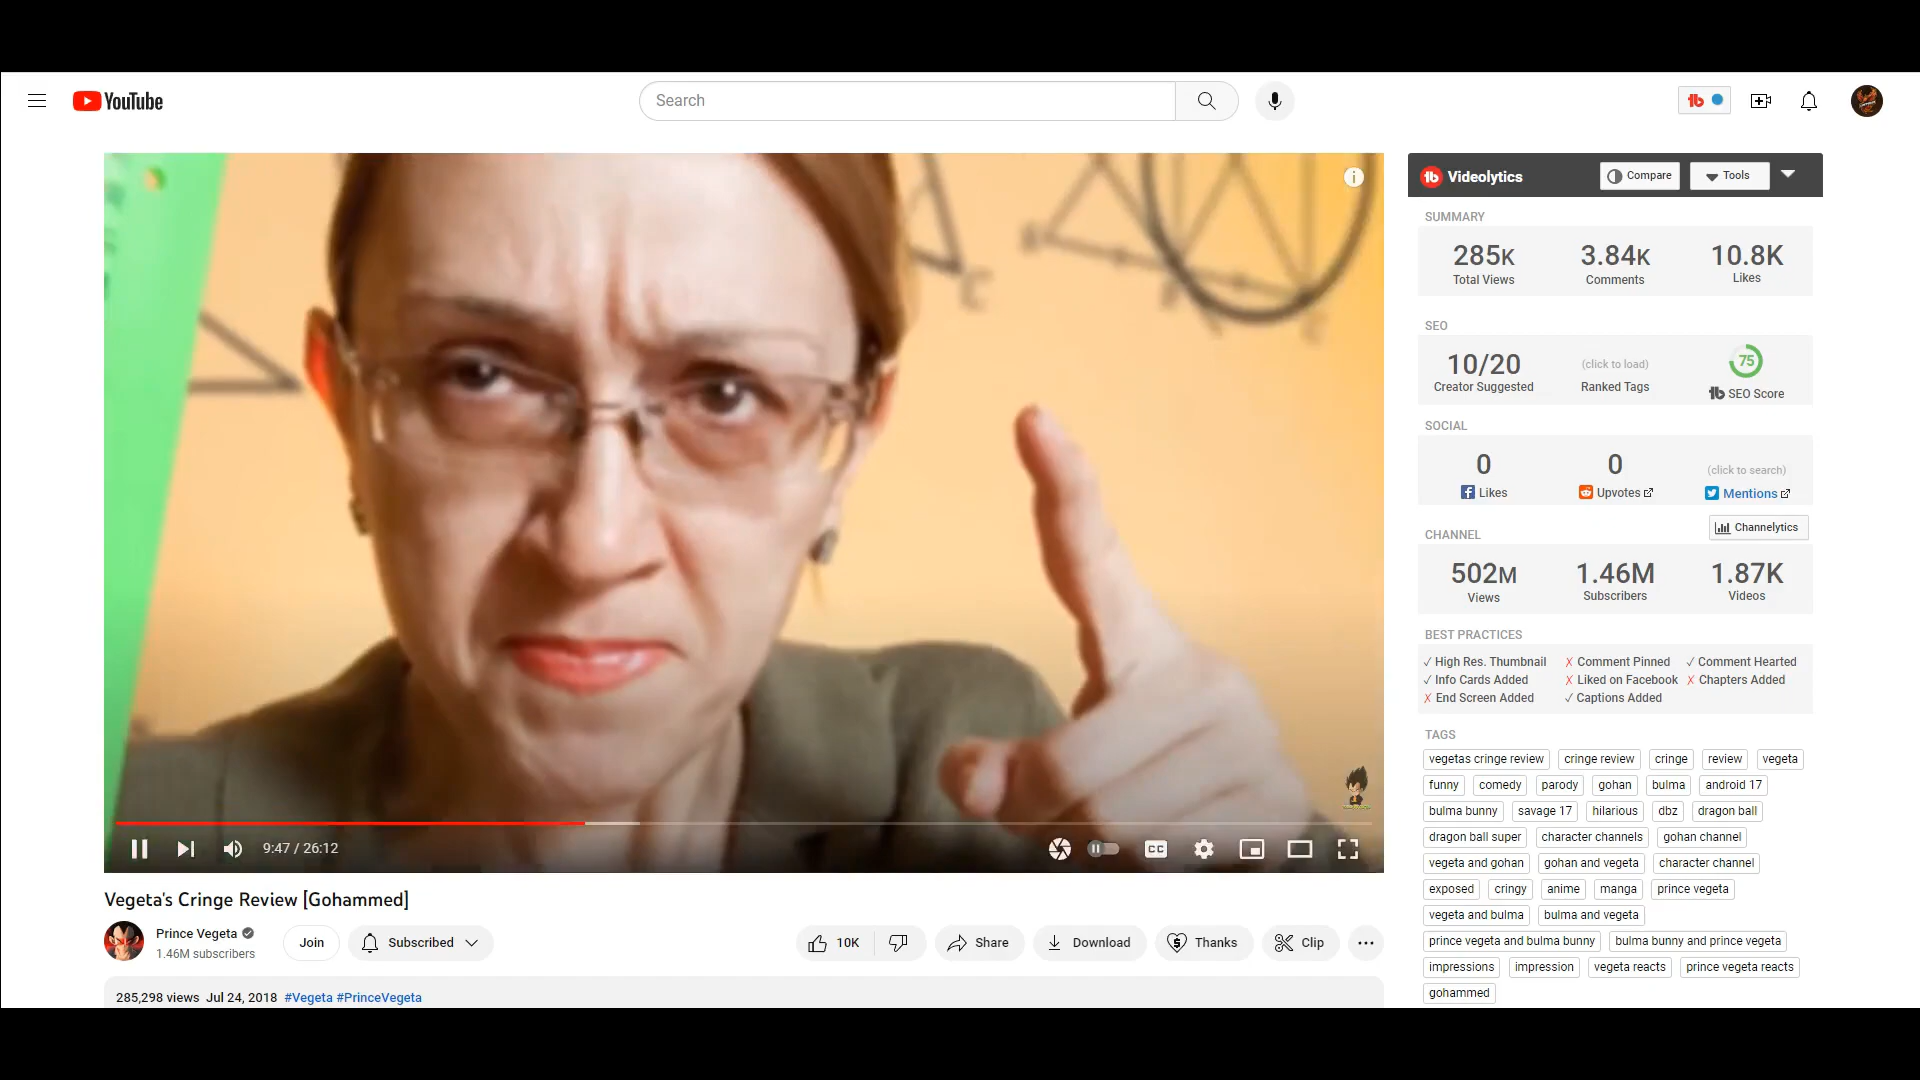 YouTube
Search
Videolytics
Compare
Tools
SUMMARY
285K 3.84K 10.8K
Total Views Comments Likes
SEO
10/20 (click to load) 75
Creator Suggested Ranked Tags SEO Score
SOCIAL
0 0 (click to search)
Likes Upvotes Mentions
CHANNEL Channelytics
502M 1.46M 1.87K
Views Subscribers Videos
BEST PRACTICES
✓ High Res. Thumbnail ✗ Comment Pinned ✓ Comment Hearted
✓ Info Cards Added ✗ Liked on Facebook ✗ Chapters Added
✗ End Screen Added ✓ Captions Added
TAGS
vegetas cringe review cringe review cringe review vegeta
funny comedy parody gohan bulma android 17
bulma bunny savage 17 hilarious dbz dragon ball
dragon ball super character channels gohan channel
vegeta and gohan gohan and vegeta character channel
exposed cringy anime manga prince vegeta
vegeta and bulma bulma and vegeta
prince vegeta and bulma bunny bulma bunny and prince vegeta
impressions impression vegeta reacts prince vegeta reacts
gohammed
C
9:47 / 26:12
CC
Vegeta's Cringe Review [Gohammed]
Prince Vegeta
1.46M subscribers
Join
Subscribed
10K
Share
Download
Thanks
Clip
285,298 views Jul 24, 2018 #Vegeta #PrinceVegeta